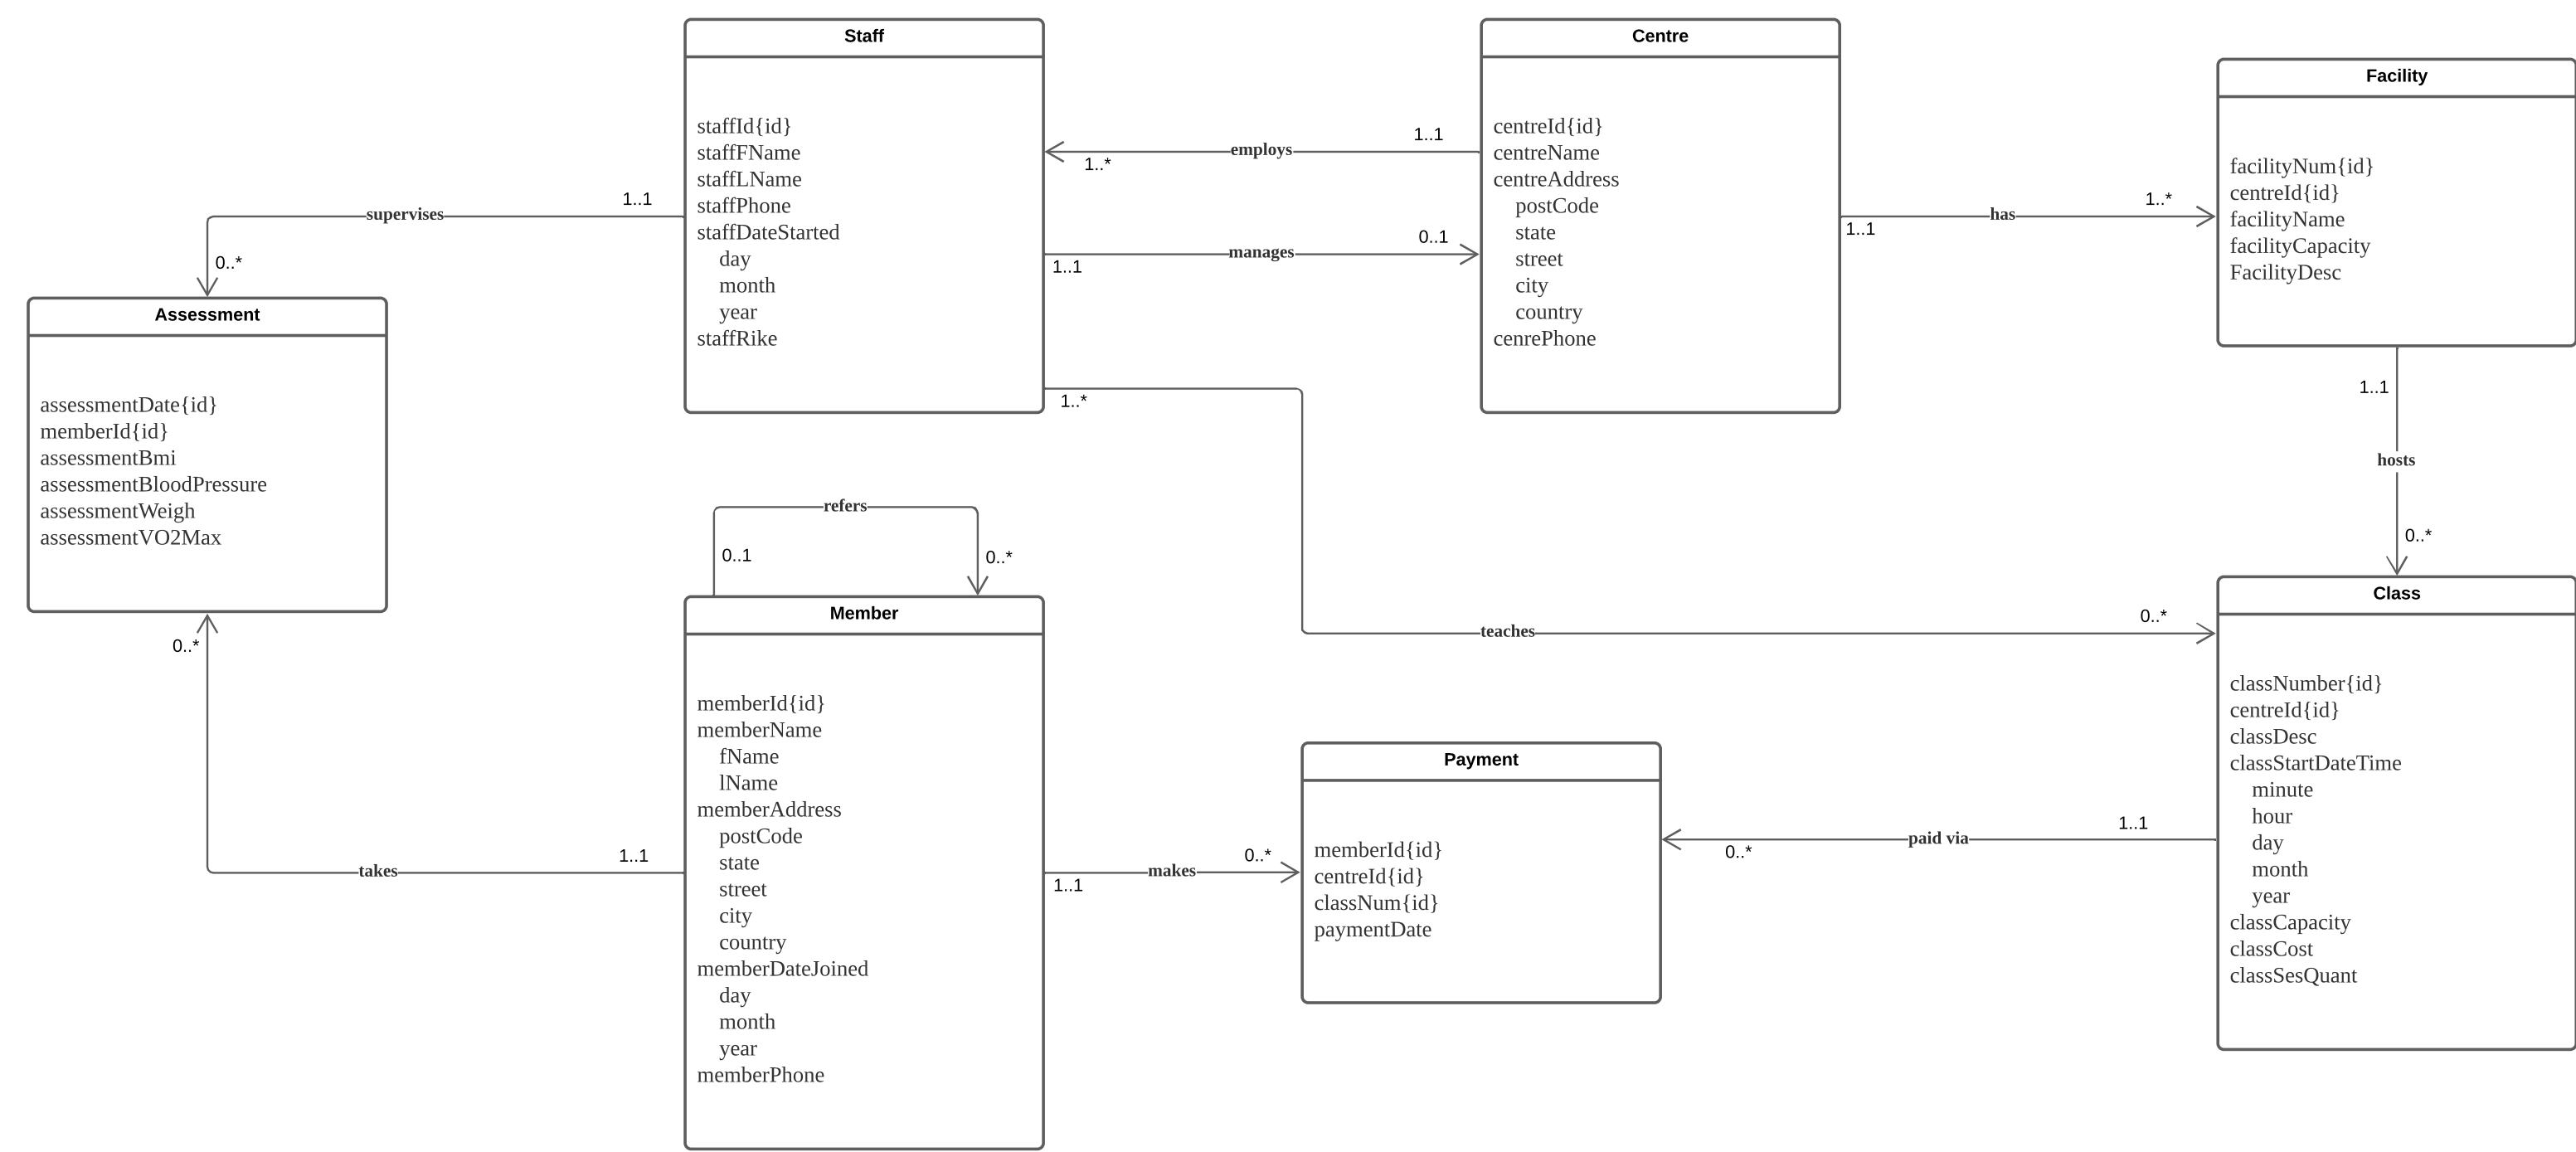 Staff
staffId{id}
staffFName
staffLName
staffPhone
staffDateStarted
day
month
year
staffRike
Centre
centreId{id}
centreName
centreAddress
postCode
state
street
city
country
cenrePhone
Facility
facilityNum{id}
centreId{id}
facilityName
facilityCapacity
FacilityDesc
employs
1..1
1..*
manages
0..1
1..1
has
1..*
1..1
supervises
1..1
0..*
Assessment
assessmentDate{id}
memberId{id}
assessmentBmi
assessmentBloodPressure
assessmentWeigh
assessmentVO2Max
1..*
teaches
0..*
1..1
hosts
0..*
refers
0..1
0..*
Member
memberId{id}
memberName
fName
lName
memberAddress
postCode
state
street
city
country
memberDateJoined
day
month
year
memberPhone
0..*
takes
1..1
makes
0..*
1..1
Payment
memberId{id}
centreId{id}
classNum{id}
paymentDate
paid via
1..1
0..*
Class
classNumber{id}
centreId{id}
classDesc
classStartDateTime
minute
hour
day
month
year
classCapacity
classCost
classSesQuant